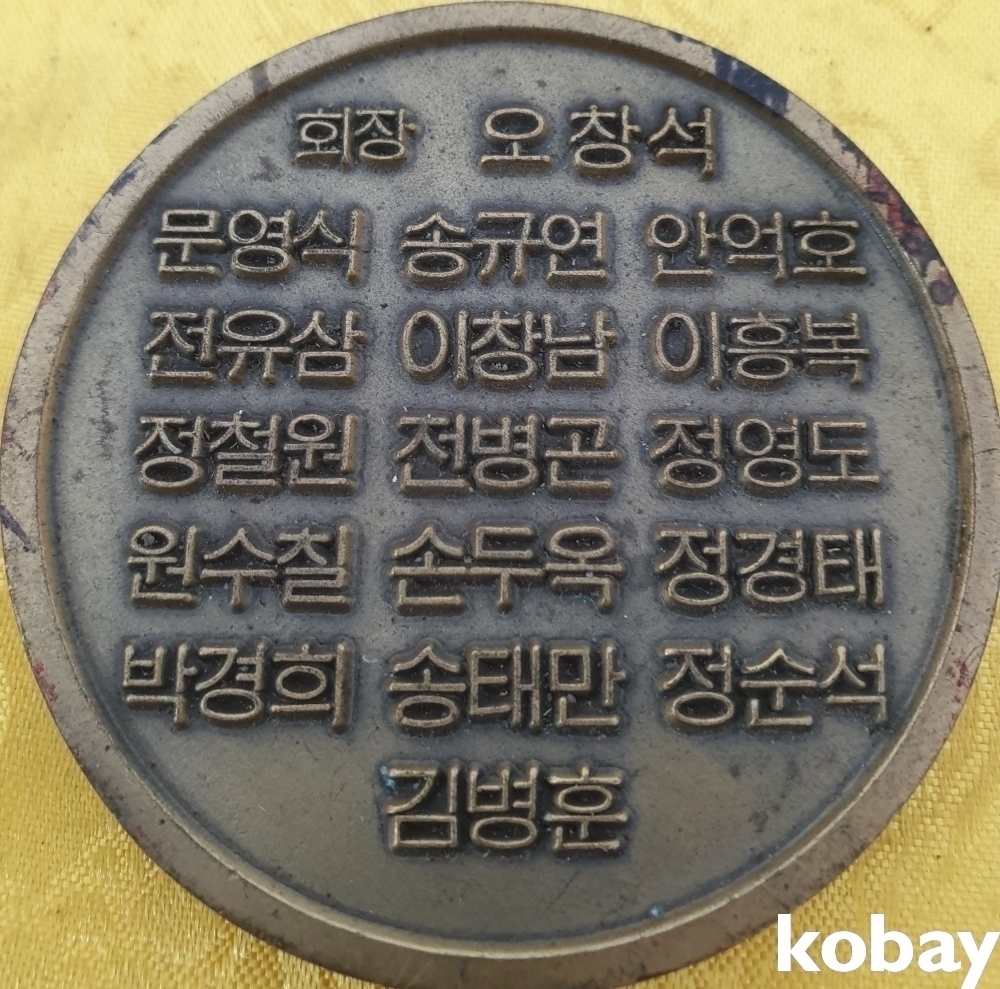 회장 오창석
문영식 송규연 안억호
전유삼 이창남 이흥복
정철원 전병곤 정영도
원수칠 손두옥 정경태
박경희 송태만 정순석
김병훈
kobay